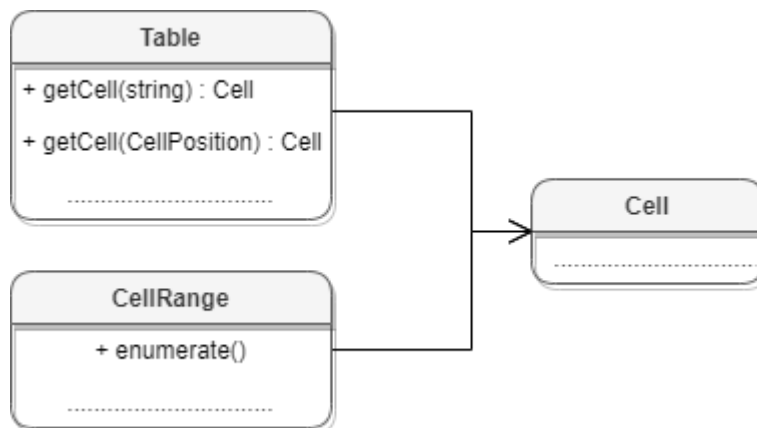 Table
+ getCell(string) : Cell
+ getCell(CellPosition) : Cell
Cell
CellRange
+ enumerate()